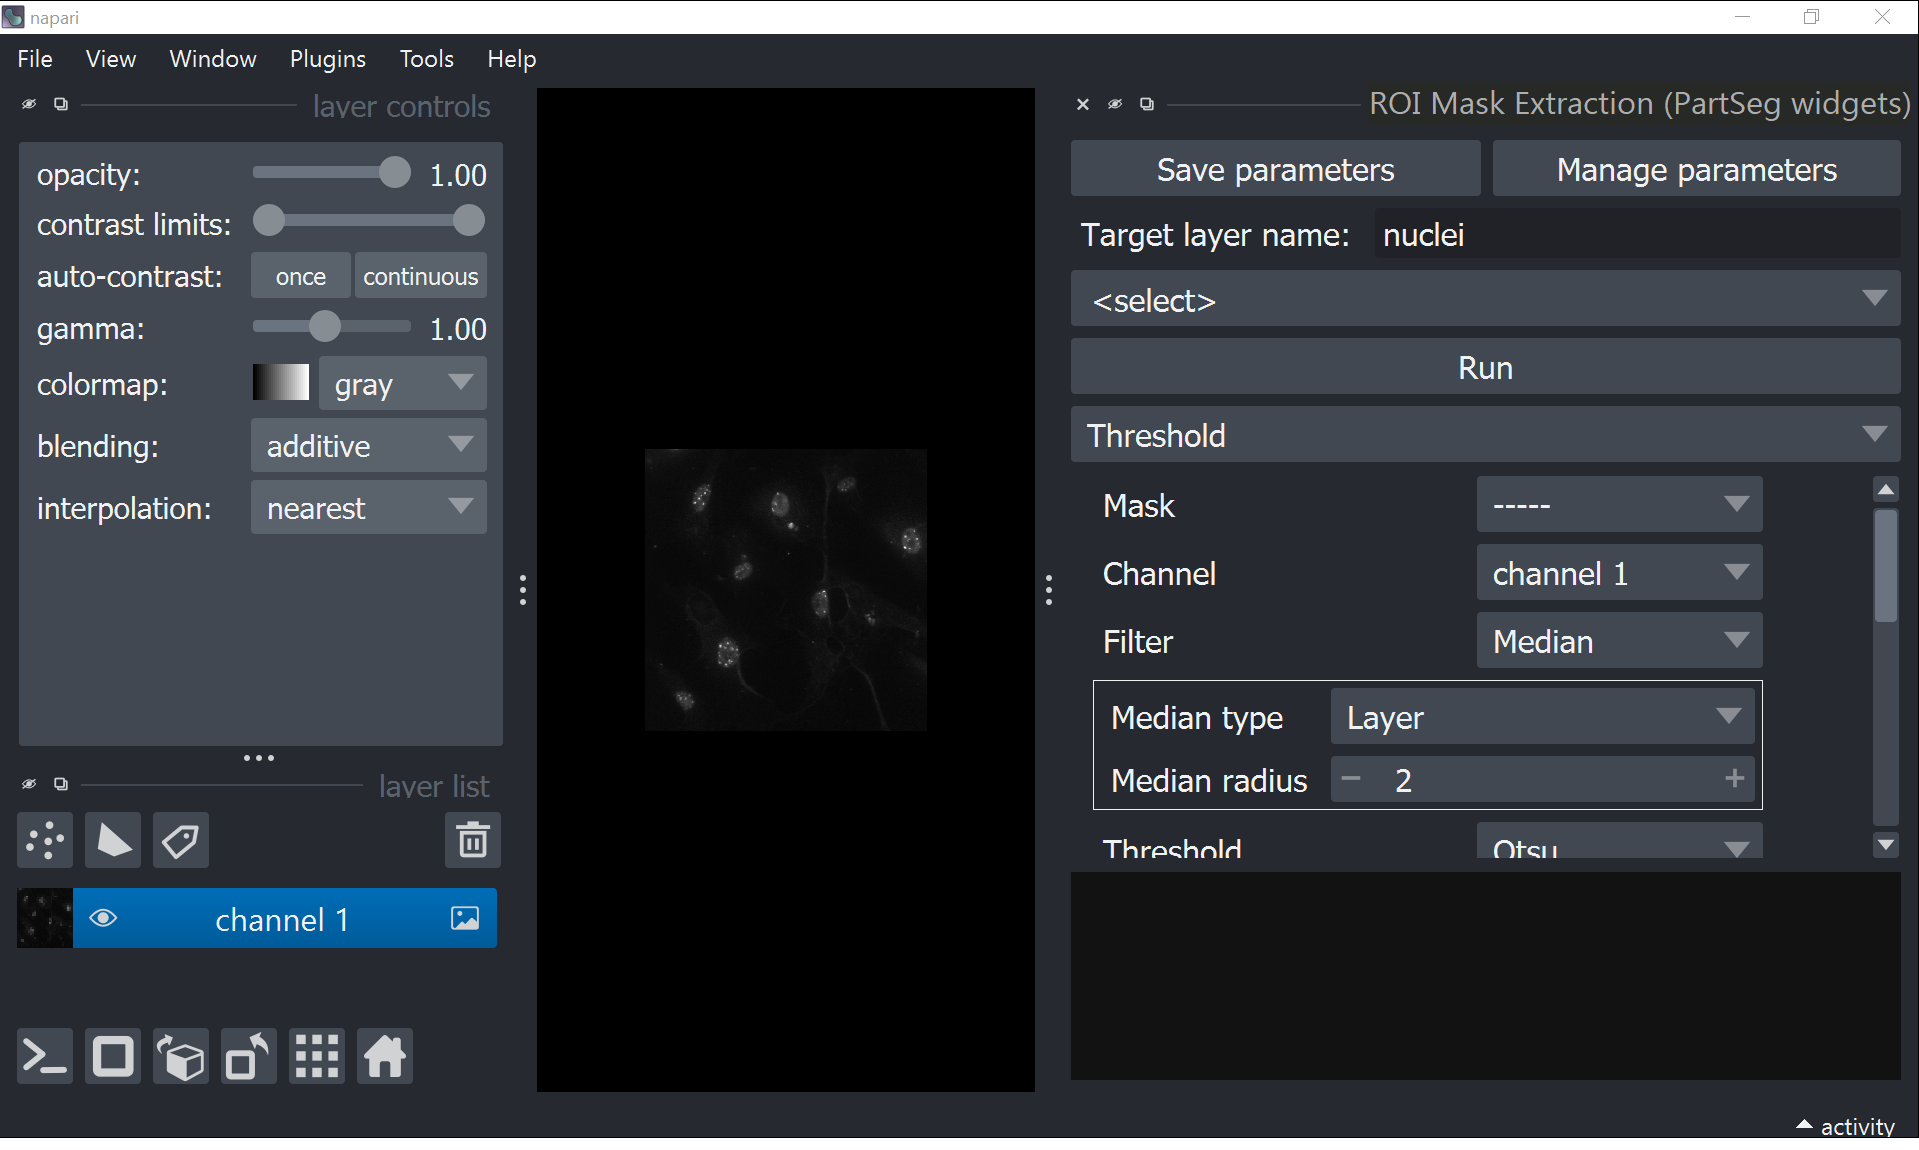 napari
File View Window Plugins Tools Help
layer controls
opacity: 1.00
contrast limits:
auto-contrast: once continuous
gamma: 1.00
colormap: gray
blending: additive
interpolation: nearest
layer list
channel 1
ROI Mask Extraction (PartSeg widgets)
Save parameters Manage parameters
Target layer name: nuclei
<select>
Run
Threshold
Mask -----
Channel channel 1
Filter Median
Median type Layer
Median radius − 2 +
Threshold Otsu
activity